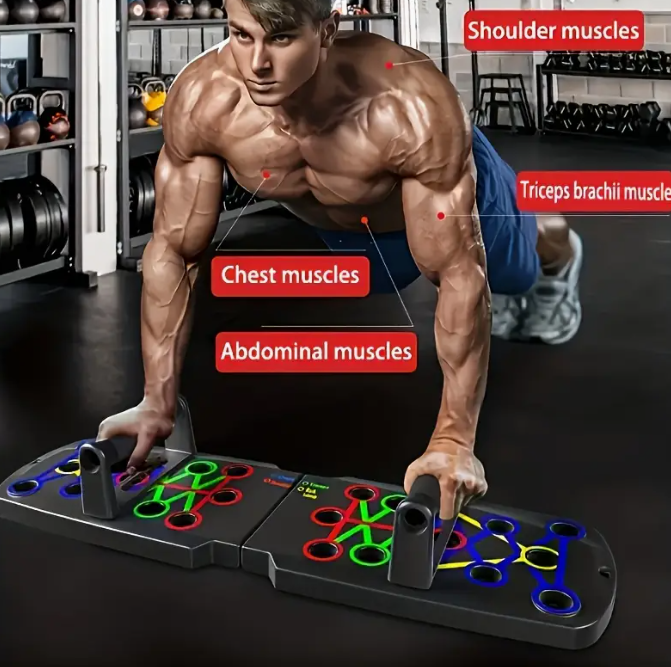 Shoulder muscles
Triceps brachii muscle
Chest muscles
Abdominal muscles